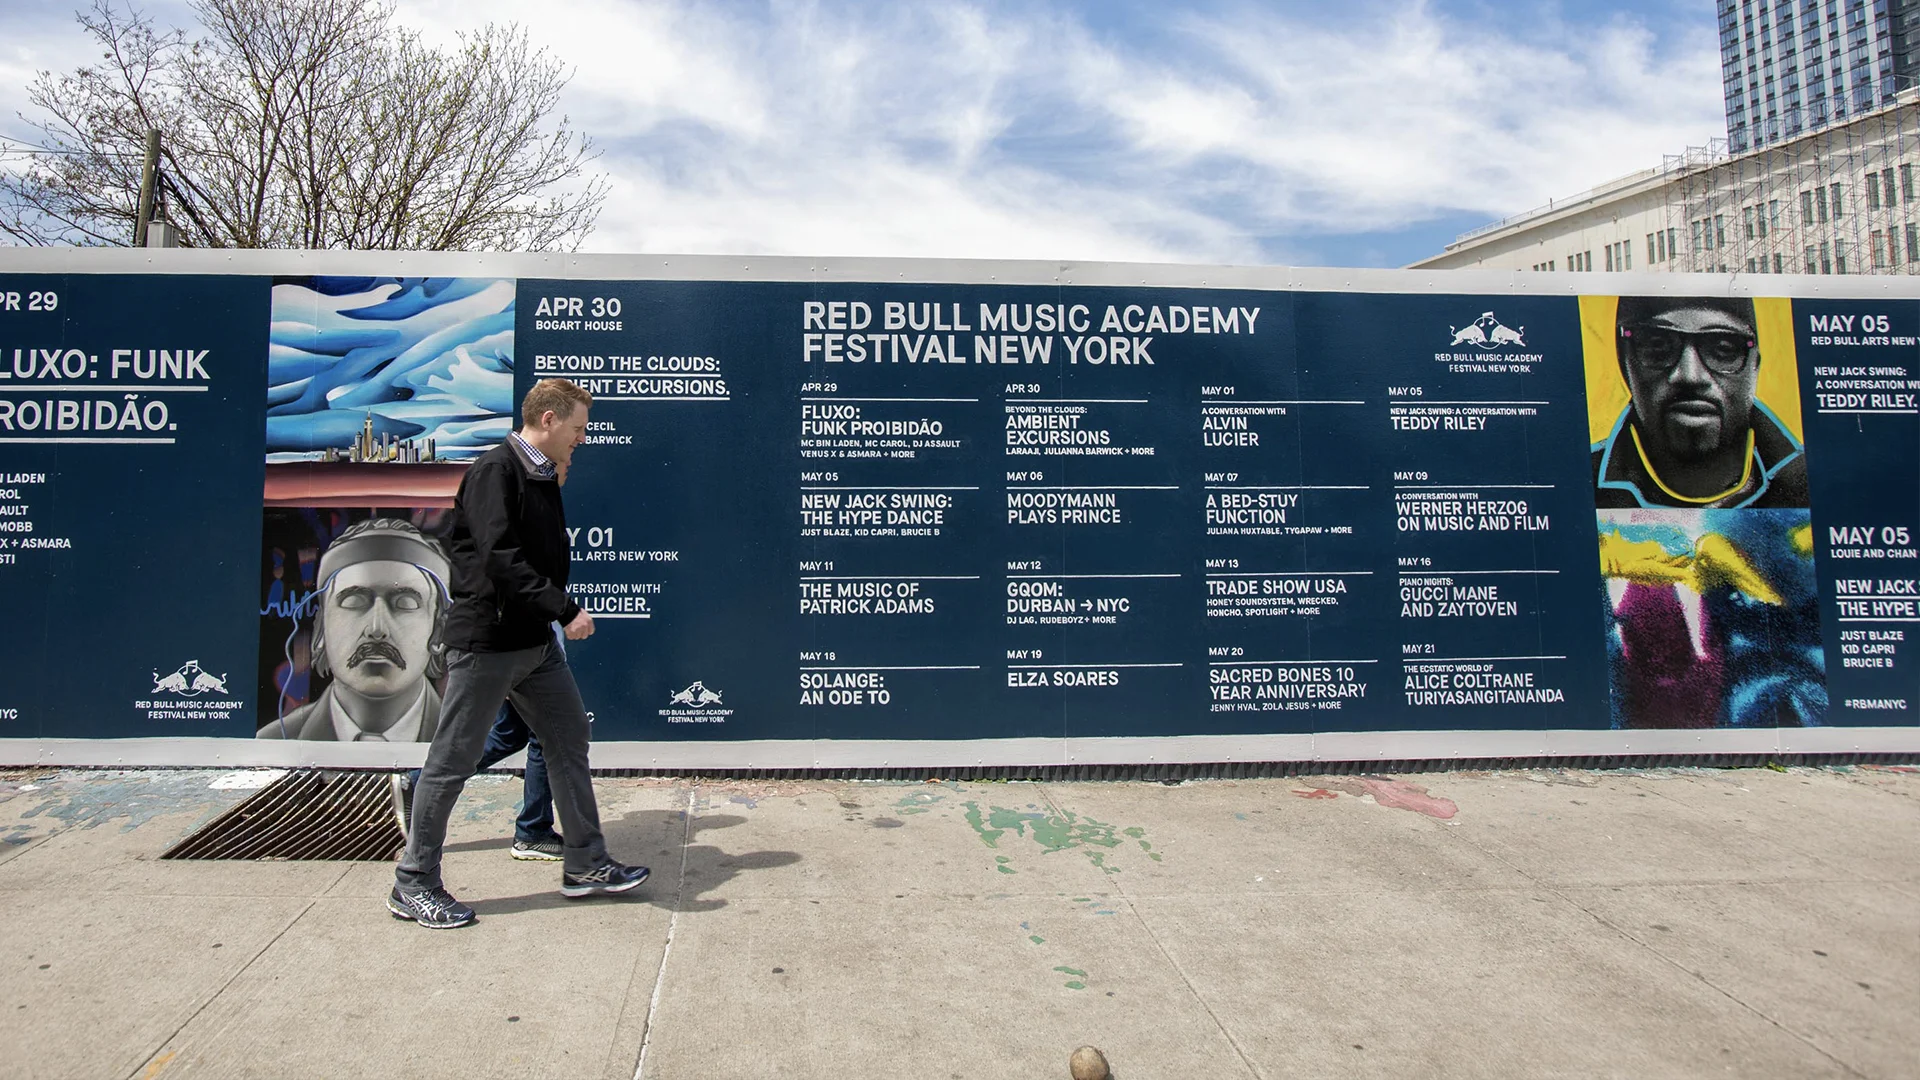 PR 29
LUXO: FUNK
ROIBIDÃO.
N LADEN
ROL
AULT
MOBB
X + ASMARA
STI
NYC
RED BULL MUSIC ACADEMY
FESTIVAL NEW YORK
APR 30
BOGART HOUSE
BEYOND THE CLOUDS:
IENT EXCURSIONS.
CECIL
BARWICK
Y 01
LL ARTS NEW YORK
VERSATION WITH
LUCIER.
RED BULL MUSIC ACADEMY
FESTIVAL NEW YORK
RED BULL MUSIC ACADEMY
FESTIVAL NEW YORK
RED BULL MUSIC ACADEMY
FESTIVAL NEW YORK
APR 29
FLUXO:
FUNK PROIBIDÃO
MC BIN LADEN, MC CAROL, DJ ASSAULT
VENUS X & ASMARA + MORE
APR 30
BEYOND THE CLOUDS:
AMBIENT
EXCURSIONS
LARAAJI, JULIANNA BARWICK + MORE
MAY 01
A CONVERSATION WITH
ALVIN
LUCIER
MAY 05
NEW JACK SWING: A CONVERSATION WITH
TEDDY RILEY
MAY 05
NEW JACK SWING:
THE HYPE DANCE
JUST BLAZE, KID CAPRI, BRUCIE B
MAY 06
MOODYMANN
PLAYS PRINCE
MAY 07
A BED-STUY
FUNCTION
JULIANA HUXTABLE, TYGAPAW + MORE
MAY 09
A CONVERSATION WITH
WERNER HERZOG
ON MUSIC AND FILM
MAY 11
THE MUSIC OF
PATRICK ADAMS
MAY 12
GQOM:
DURBAN → NYC
DJ LAG, RUDEBOYZ + MORE
MAY 13
TRADE SHOW USA
HONEY SOUNDSYSTEM, WRECKED,
HONCHO, SPOTLIGHT + MORE
MAY 16
PIANO NIGHTS:
GUCCI MANE
AND ZAYTOVEN
MAY 18
SOLANGE:
AN ODE TO
MAY 19
ELZA SOARES
MAY 20
SACRED BONES 10
YEAR ANNIVERSARY
JENNY HVAL, ZOLA JESUS + MORE
MAY 21
THE ECSTATIC WORLD OF
ALICE COLTRANE
TURIYASANGITANANDA
MAY 05
RED BULL ARTS NEW Y
NEW JACK SWING:
A CONVERSATION WI
TEDDY RILEY.
MAY 05
LOUIE AND CHAN
NEW JACK
THE HYPE
JUST BLAZE
KID CAPRI
BRUCIE B
#RBMANYC